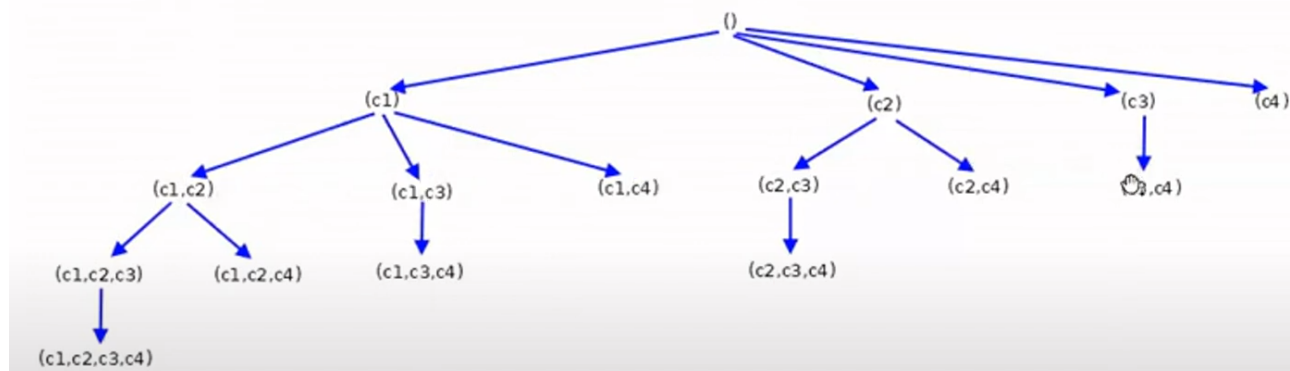 ()
(c1) (c2) (c3) (c4)
(c1,c2) (c1,c3) (c1,c4) (c2,c3) (c2,c4) 3,c4)
(c1,c2,c3) (c1,c2,c4) (c1,c3,c4) (c2,c3,c4)
(c1,c2,c3,c4)